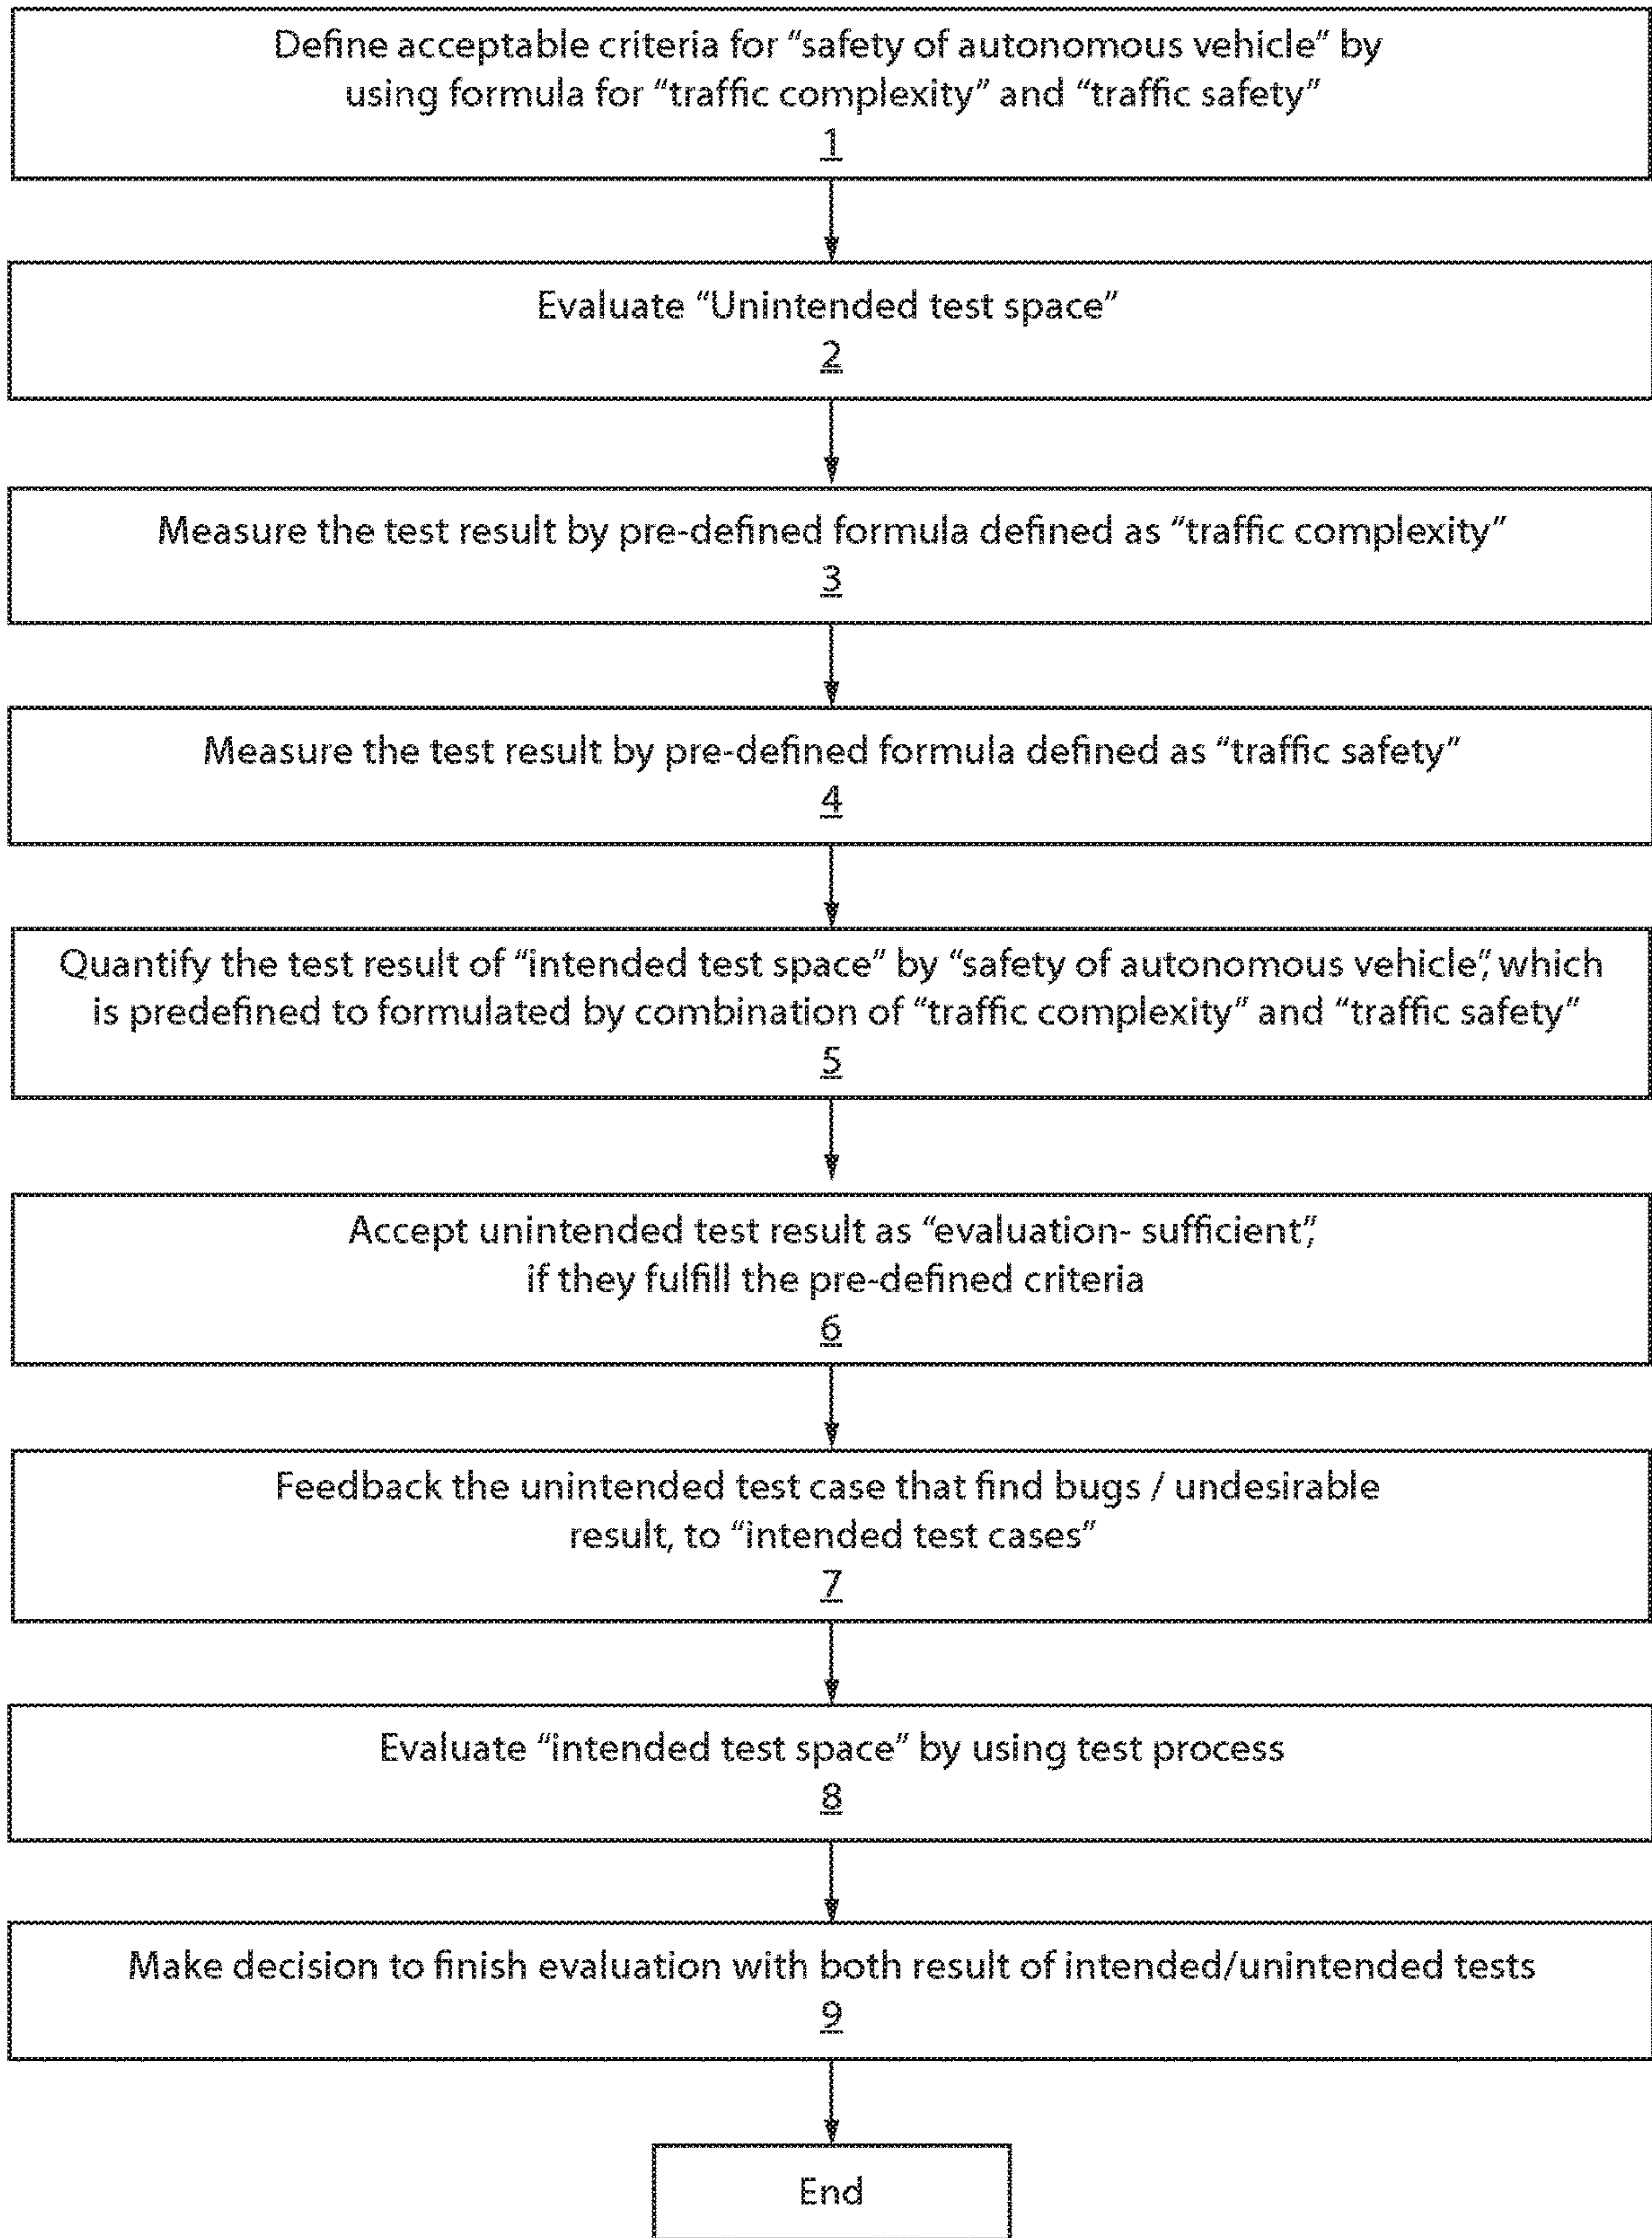 Define acceptable criteria for “safety of autonomous vehicle” by
using formula for “traffic complexity” and “traffic safety”
1
Evaluate “Unintended test space”
2
Measure the test result by pre-defined formula defined as “traffic complexity”
3
Measure the test result by pre-defined formula defined as “traffic safety”
4
Quantify the test result of “intended test space” by “safety of autonomous vehicle”, which
is predefined to formulated by combination of “traffic complexity” and “traffic safety”
5
Accept unintended test result as “evaluation- sufficient”,
if they fulfill the pre-defined criteria
6
Feedback the unintended test case that find bugs / undesirable
result, to “intended test cases”
7
Evaluate “intended test space” by using test process
8
Make decision to finish evaluation with both result of intended/unintended tests
9
End